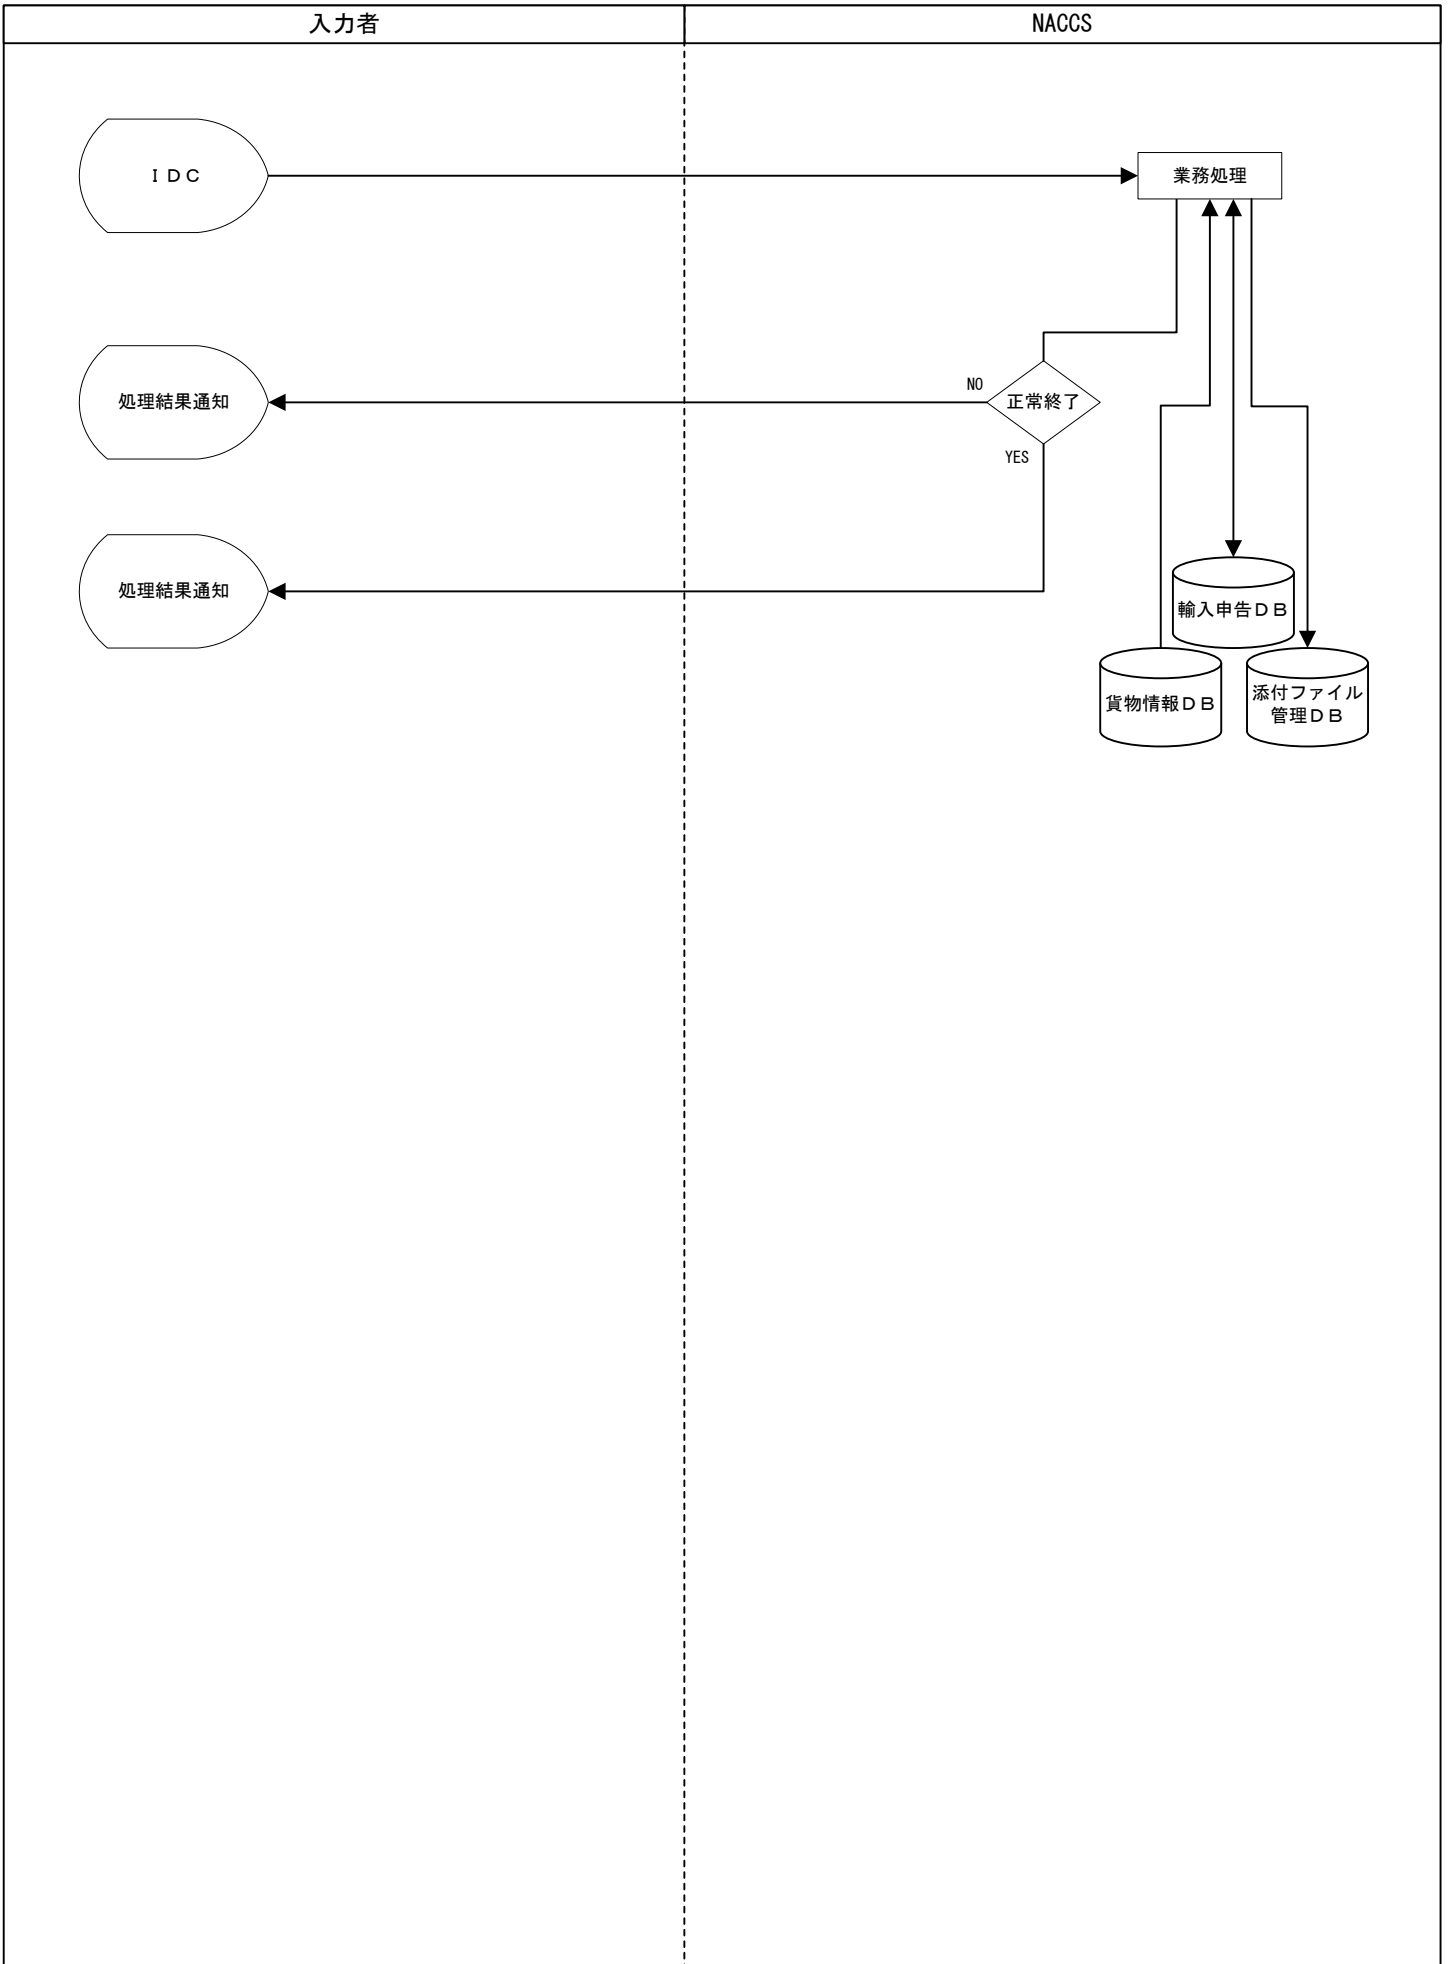 入力者
NACCS
ＩＤＣ
業務処理
処理結果通知
NO
正常終了
YES
処理結果通知
輸入申告ＤＢ
貨物情報ＤＢ
添付ファイル
管理ＤＢ